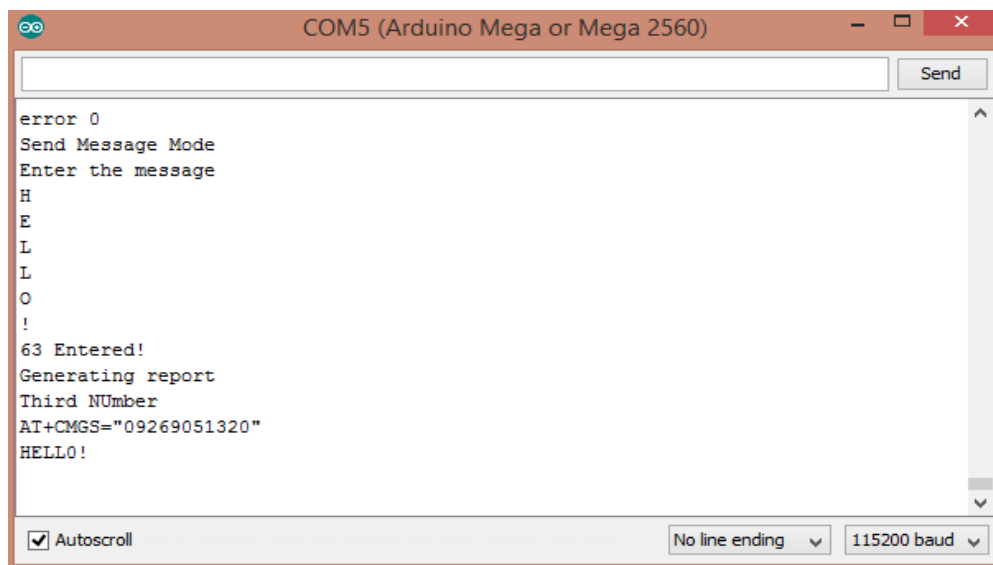 COM5 (Arduino Mega or Mega 2560)
Send
error 0
Send Message Mode
Enter the message
H
E
L
L
O
!
63 Entered!
Generating report
Third NUmber
AT+CMGS="09269051320"
HELLO!
Autoscroll
No line ending
115200 baud